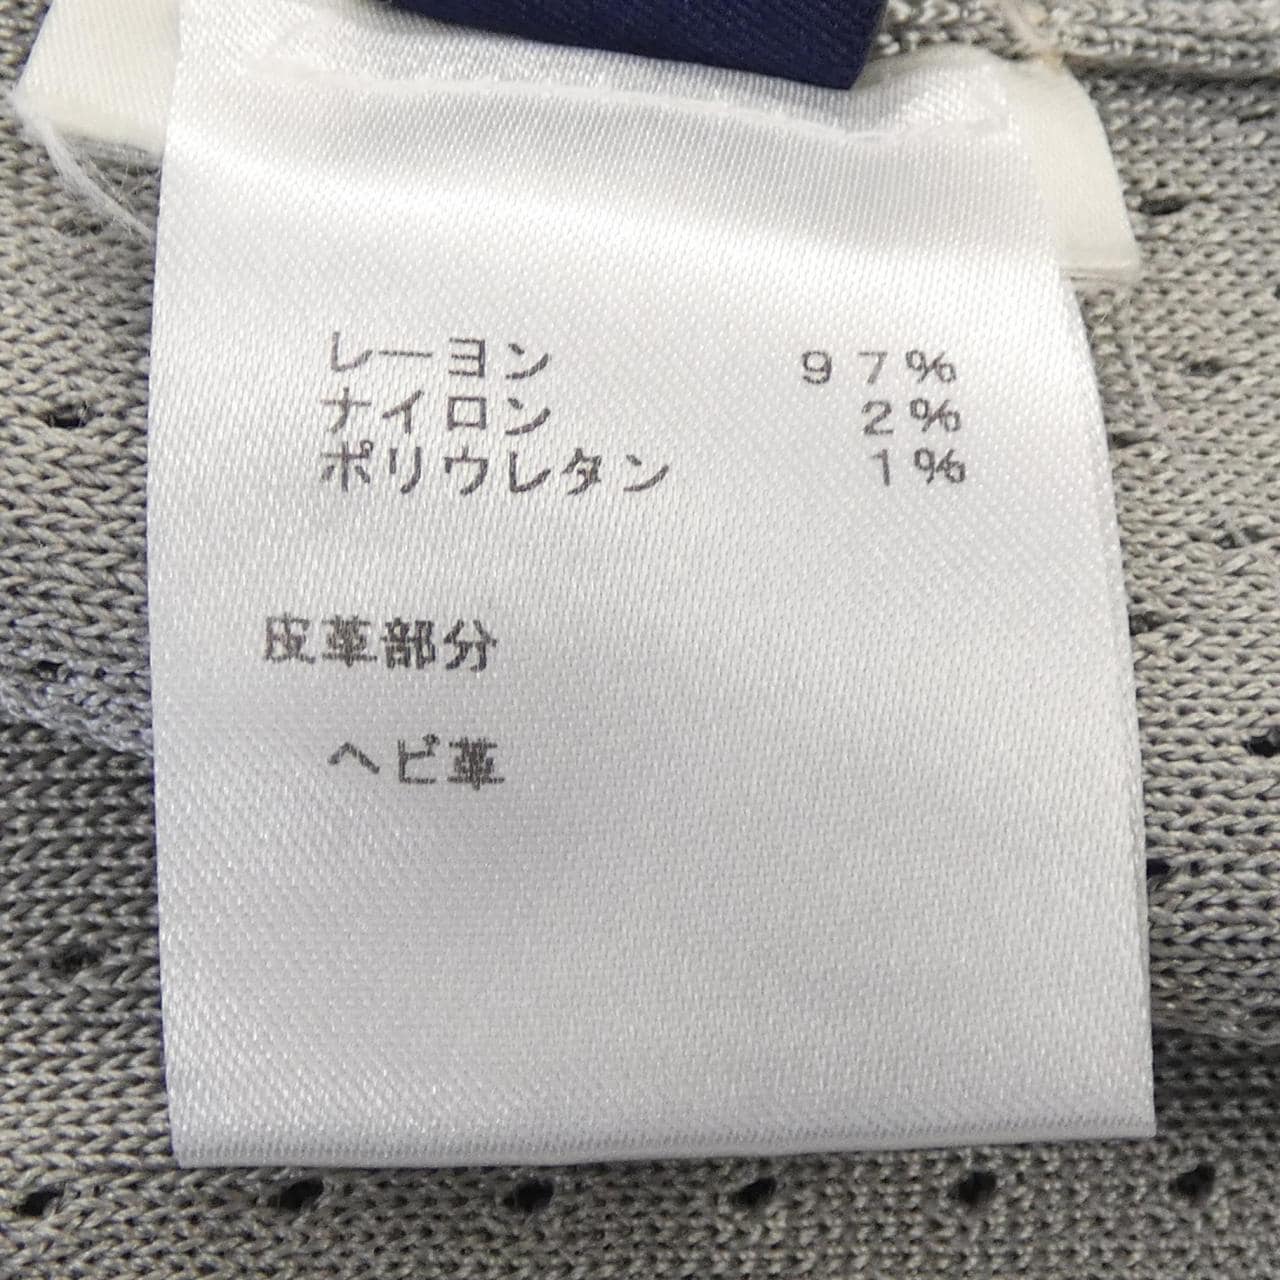 レーヨン 97%
ナイロン 2%
ポリウレタン 1%
皮革部分
ヘビ革